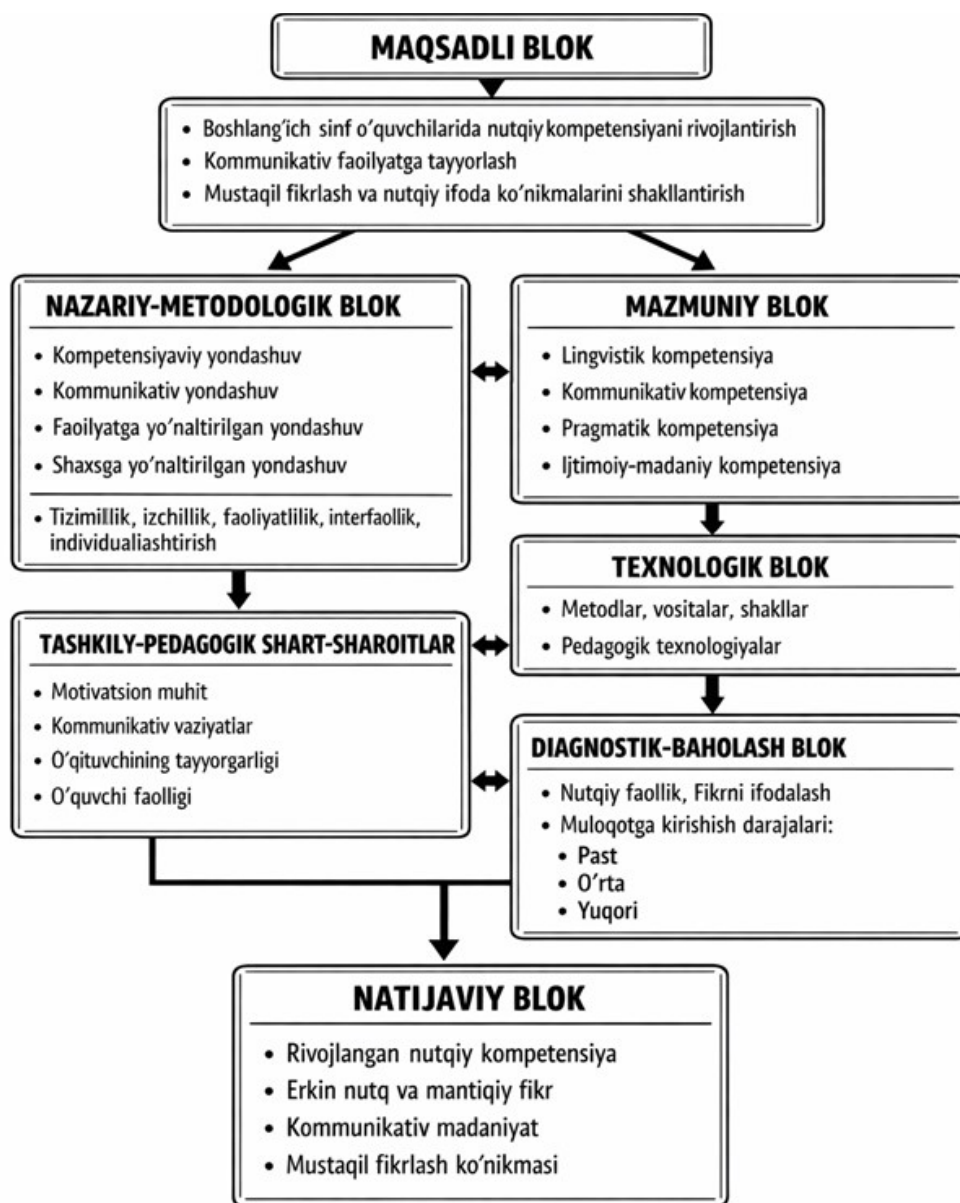 MAQSADLI BLOK
• Boshlang'ich sinf o'quvchilarida nutqiy kompetensiyani rivojlantirish
• Kommunikativ faoilyatga tayyorlash
• Mustaqil fikrlash va nutqiy ifoda ko'nikmalarini shakllantirish
NAZARIY-METODOLOGIK BLOK
• Kompetensiyaviy yondashuv
• Kommunikativ yondashuv
• Faoilyatga yo'naltirilgan yondashuv
• Shaxsga yo'naltirilgan yondashuv
• Tizimillik, izchillik, faoliyatlilik, interfaollik,
individualiashtirish
MAZMUNIY BLOK
• Lingvistik kompetensiya
• Kommunikativ kompetensiya
• Pragmatik kompetensiya
• Ijtimoiy-madaniy kompetensiya
TEXNOLOGIK BLOK
• Metodlar, vositalar, shakllar
• Pedagogik texnologiyalar
TASHKILY-PEDAGOGIK SHART-SHAROITLAR
• Motivatsion muhit
• Kommunikativ vaziyatlar
• O'qituvchining tayyorgarligi
• O'quvchi faolligi
DIAGNOSTIK-BAHOLASH BLOK
• Nutqiy faollik, Fikrni ifodalash
• Muloqotga kirishish darajalari:
• Past
• O'rta
• Yuqori
NATIJAVIY BLOK
• Rivojlangan nutqiy kompetensiya
• Erkin nutq va mantiqiy fikr
• Kommunikativ madaniyat
• Mustaqil fikrlash ko'nikmasi